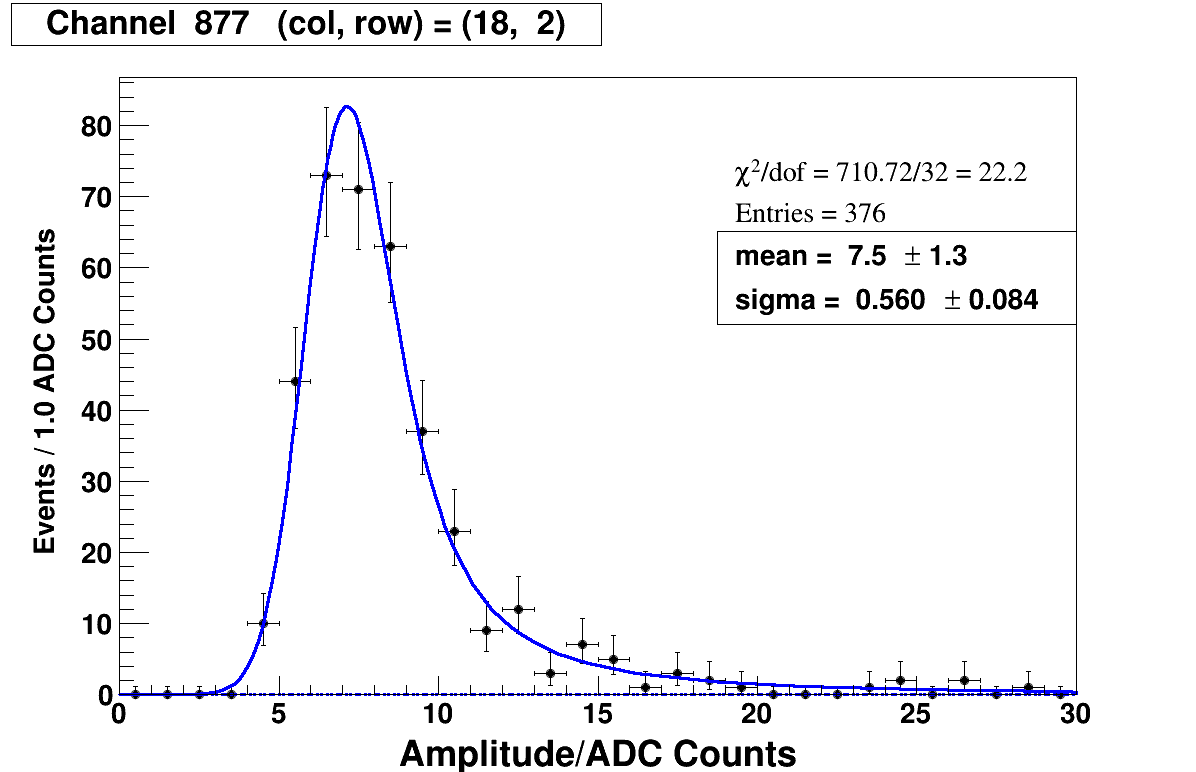 Channel 877 (col, row) = (18, 2)
χ²/dof = 710.72/32 = 22.2
Entries = 376
mean = 7.5 ± 1.3
sigma = 0.560 ± 0.084
Events / 1.0 ADC Counts
80
70
60
50
40
30
20
10
0
0 5 10 15 20 25 30
Amplitude/ADC Counts